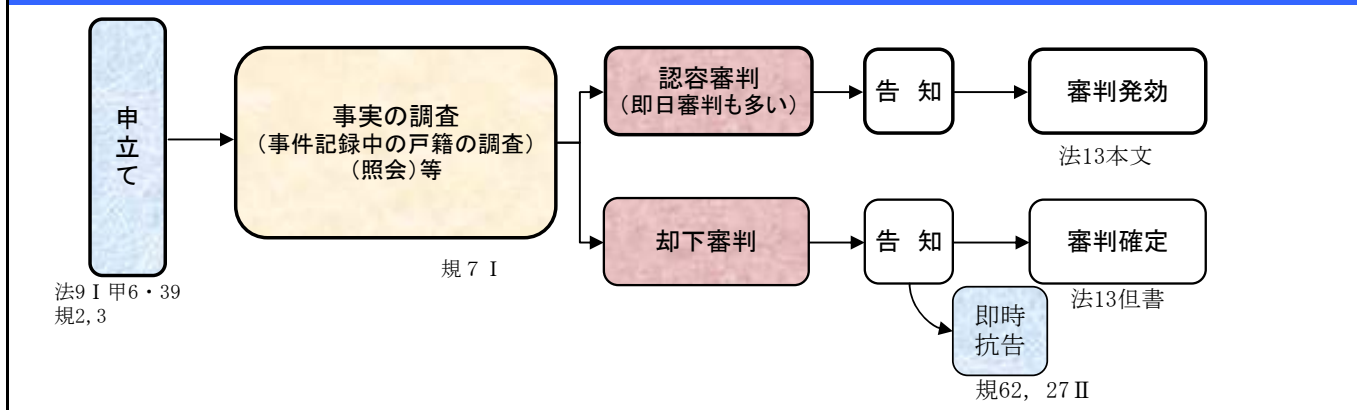 申立て
法9Ⅰ甲6・39
規2,3
事実の調査
(事件記録中の戸籍の調査)
(照会)等
規7Ⅰ
認容審判
(即日審判も多い)
告 知
審判発効
法13本文
却下審判
告 知
審判確定
法13但書
即時
抗告
規62, 27Ⅱ